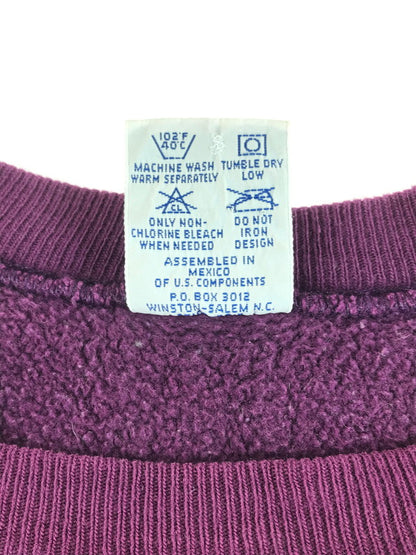 102°F
40°C
MACHINE WASH
WARM SEPARATELY
TUMBLE DRY
LOW
CL
ONLY NON-
CHLORINE BLEACH
WHEN NEEDED
DO NOT
IRON
DESIGN
ASSEMBLED IN
MEXICO
OF U.S. COMPONENTS
P.O. BOX 3012
WINSTON-SALEM N.C.